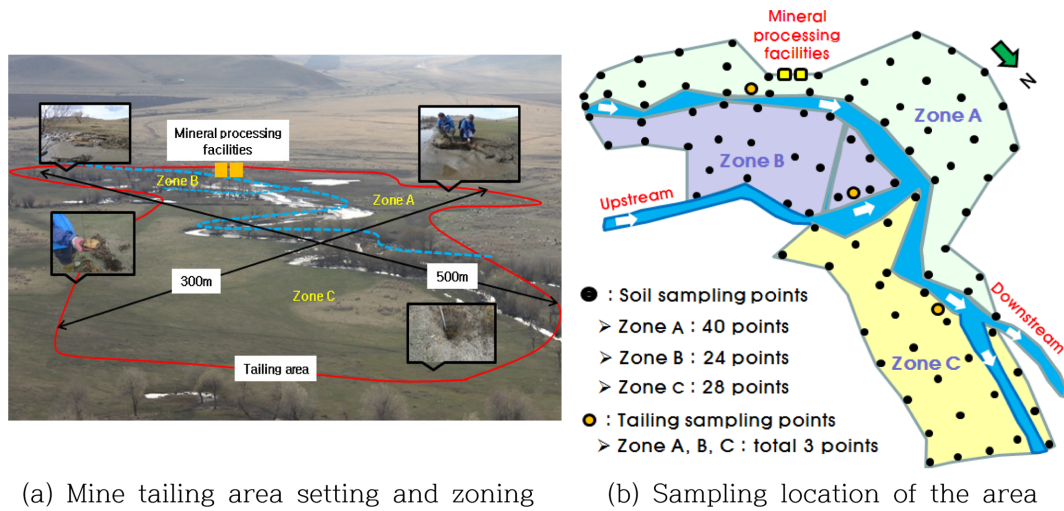 Mineral processing
facilities
Zone B
Zone A
300m
500m
Zone C
Tailing area
(a) Mine tailing area setting and zoning
Mineral
processing
facilities
N
Zone A
Zone B
Upstream
Downstream
Zone C
: Soil sampling points
➢ Zone A : 40 points
➢ Zone B : 24 points
➢ Zone C : 28 points
: Tailing sampling points
➢ Zone A, B, C : total 3 points
(b) Sampling location of the area